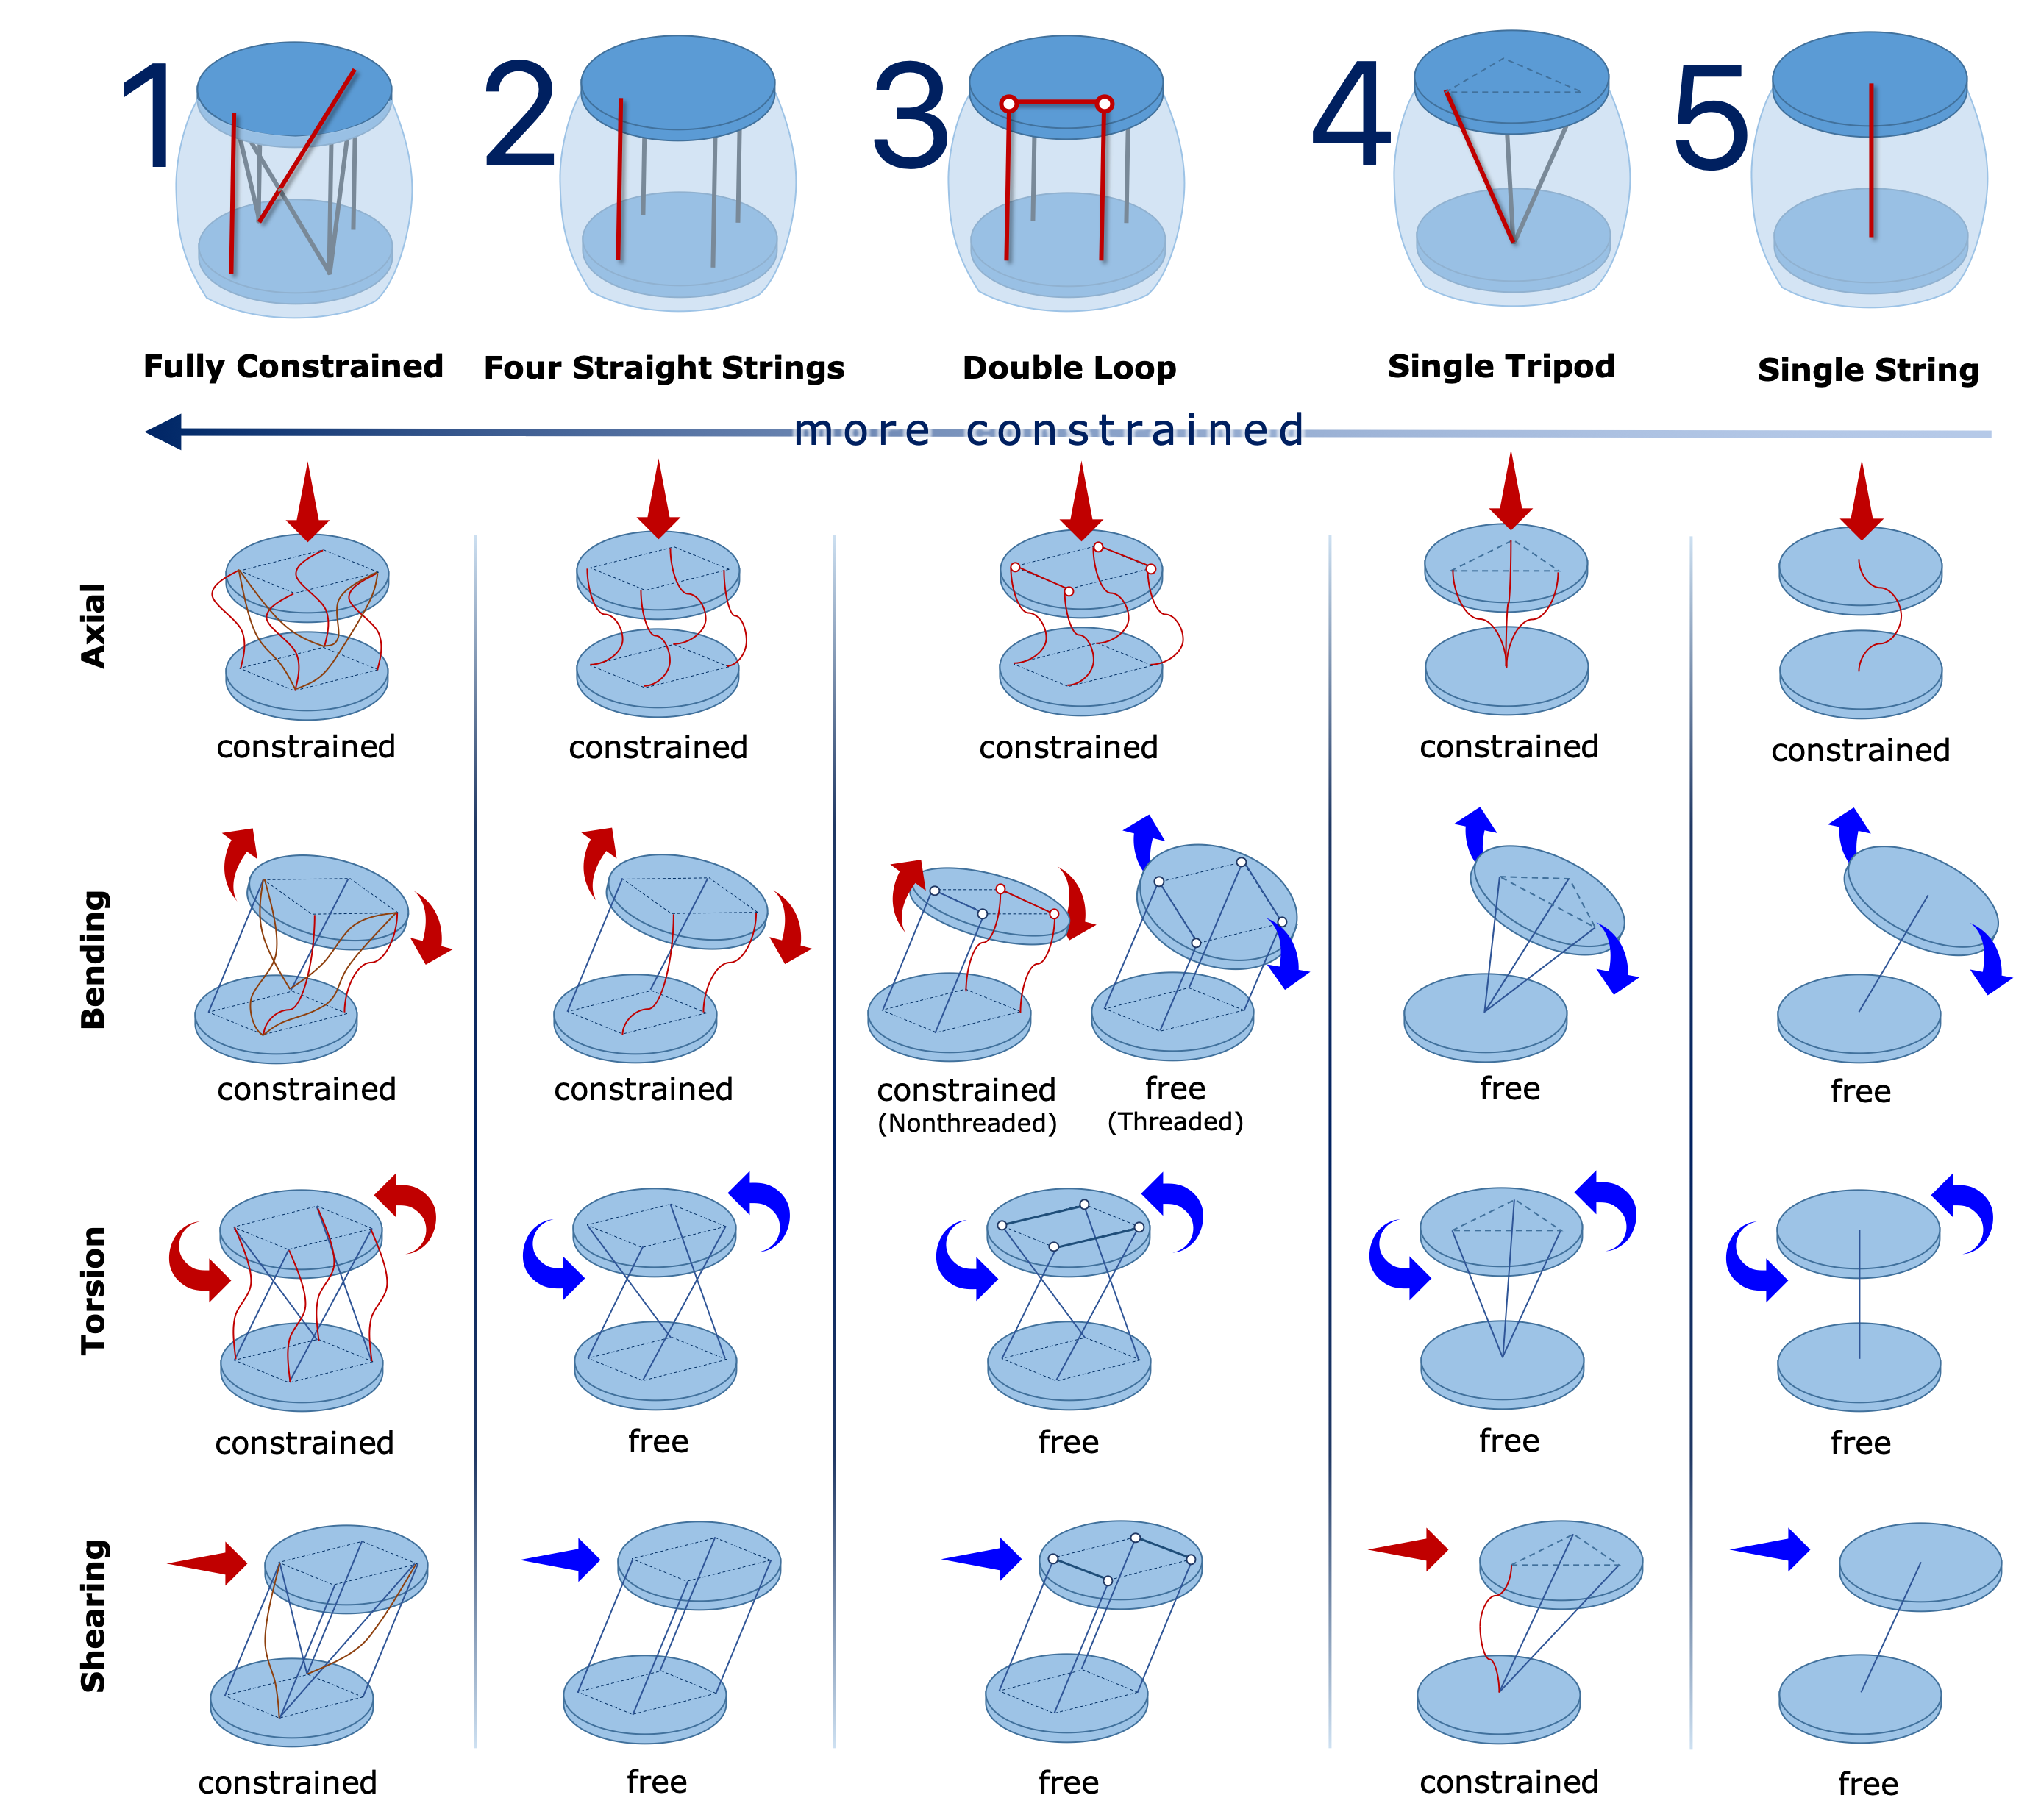 1 2 3 4 5
Fully Constrained Four Straight Strings Double Loop Single Tripod Single String
more constrained
Axial
constrained constrained constrained constrained constrained
Bending
constrained constrained constrained free free free
(Nonthreaded) (Threaded)
Torsion
constrained free free free free
Shearing
constrained free free constrained free